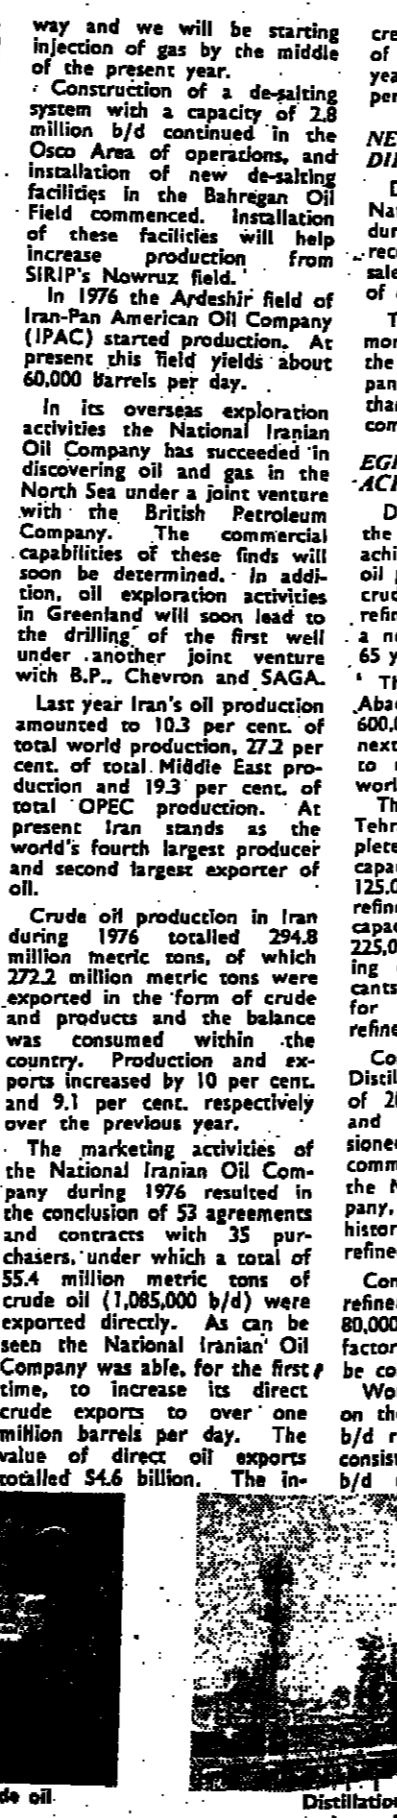 way and we will be starting
injection of gas by the middle
of the present year.
Construction of a de-salting
system with a capacity of 2.8
million b/d continued in the
Osco Area of operations, and
installation of new de-salting
facilities in the Bahregan Oil
Field commenced. Installation
of these facilities will help
increase production from
SIRIP's Nowruz field.
In 1976 the Ardeshir field of
Iran-Pan American Oil Company
(IPAC) started production. At
present this field yields about
60,000 barrels per day.
In its overseas exploration
activities the National Iranian
Oil Company has succeeded in
discovering oil and gas in the
North Sea under a joint venture
with the British Petroleum
Company. The commercial
capabilities of these finds will
soon be determined. In addi-
tion, oil exploration activities
in Greenland will soon lead to
the drilling of the first well
under another joint venture
with B.P., Chevron and SAGA.
Last year Iran's oil production
amounted to 10.3 per cent. of
total world production, 27.2 per
cent. of total Middle East pro-
duction and 19.3 per cent. of
total OPEC production. At
present Iran stands as the
world's fourth largest producer
and second largest exporter of
oil.
Crude oil production in Iran
during 1976 totalled 294.8
million metric tons, of which
272.2 million metric tons were
exported in the form of crude
and products and the balance
was consumed within the
country. Production and ex-
ports increased by 10 per cent.
and 9.1 per cent. respectively
over the previous year.
The marketing activities of
the National Iranian Oil Com-
pany during 1976 resulted in
the conclusion of 53 agreements
and contracts with 35 pur-
chasers, under which a total of
55.4 million metric tons of
crude oil (1,085,000 b/d) were
exported directly. As can be
seen the National Iranian Oil
Company was able, for the first
time, to increase its direct
crude exports to over one
million barrels per day. The
value of direct oil exports
totalled $4.6 billion. The in-
de oil
Distillatio